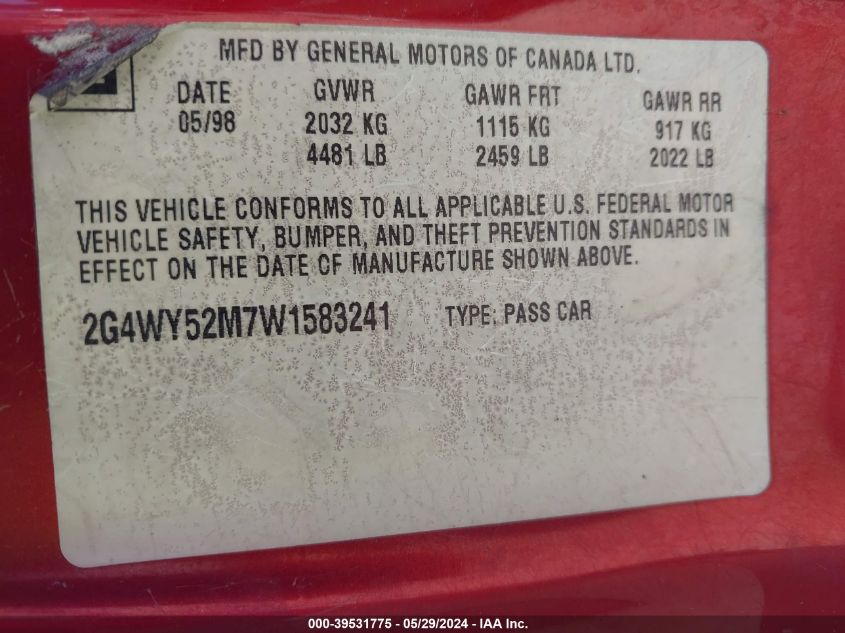 MFD BY GENERAL MOTORS OF CANADA LTD.
DATE GVWR GAWR FRT GAWR RR
05/98 2032 KG 1115 KG 917 KG
4481 LB 2459 LB 2022 LB
THIS VEHICLE CONFORMS TO ALL APPLICABLE U.S. FEDERAL MOTOR
VEHICLE SAFETY, BUMPER, AND THEFT PREVENTION STANDARDS IN
EFFECT ON THE DATE OF MANUFACTURE SHOWN ABOVE.
2G4WY52M7W1583241 TYPE: PASS CAR
000-39531775 - 05/29/2024 - IAA Inc.